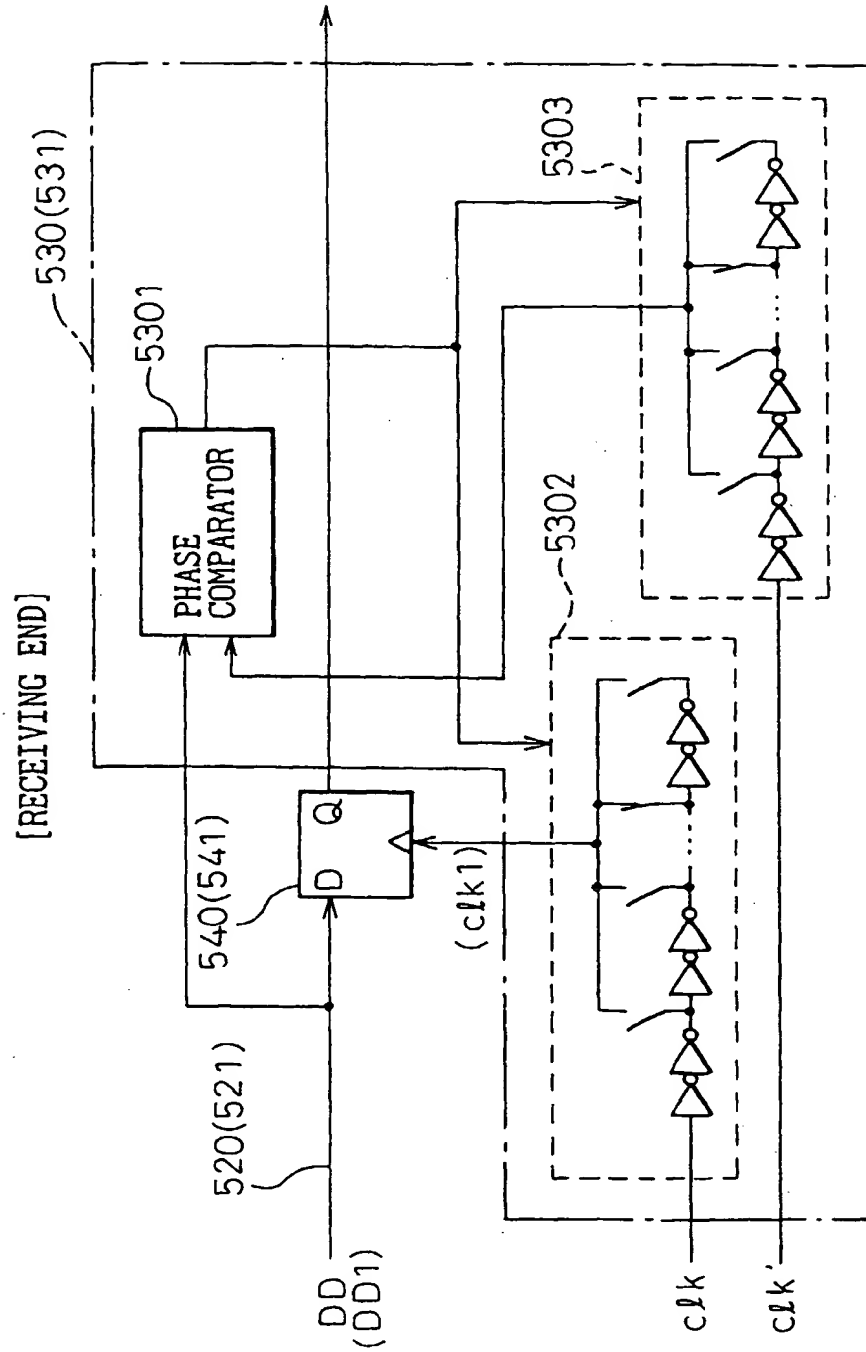 [RECEIVING END]
530(531)
5301
PHASE
COMPARATOR
540(541)
D Q
520(521)
DD
(DD1)
(clk1)
5302
5303
clk
clk'